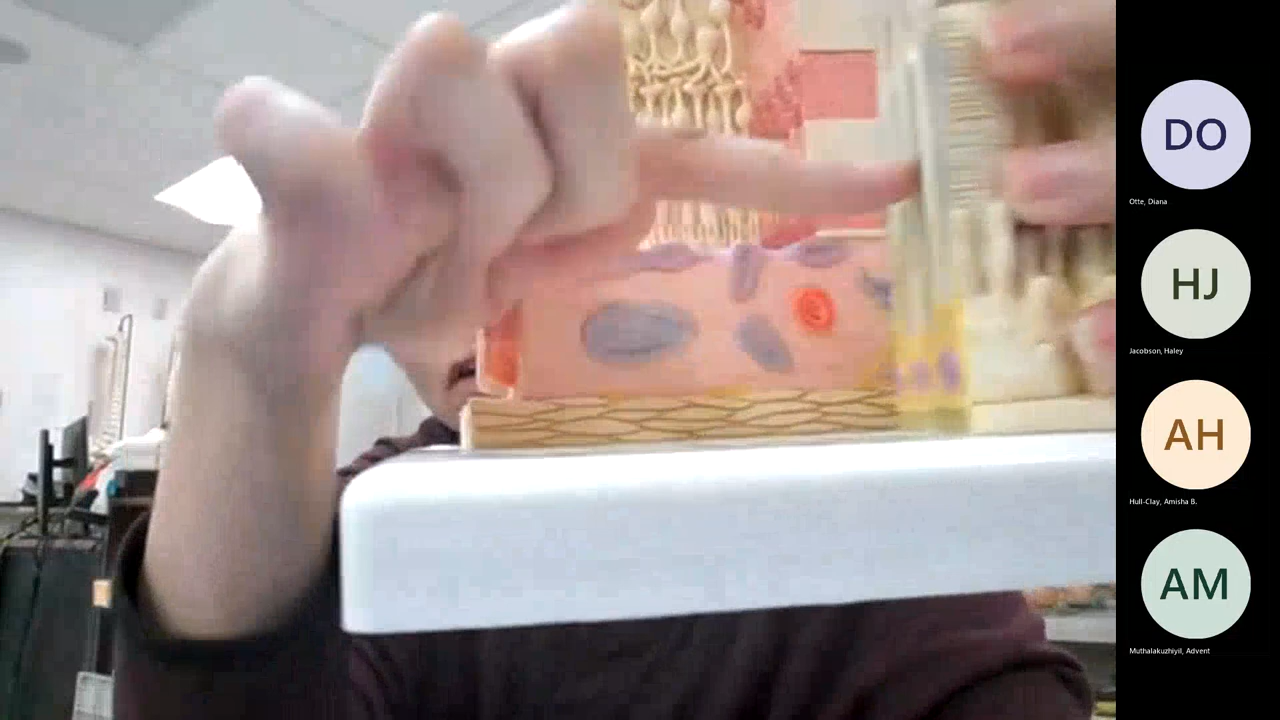 DO
Otte, Diana
HJ
Jacobson, Haley
AH
Hull-Clay, Amisha B.
AM
Muthalakuzhiyil, Advent